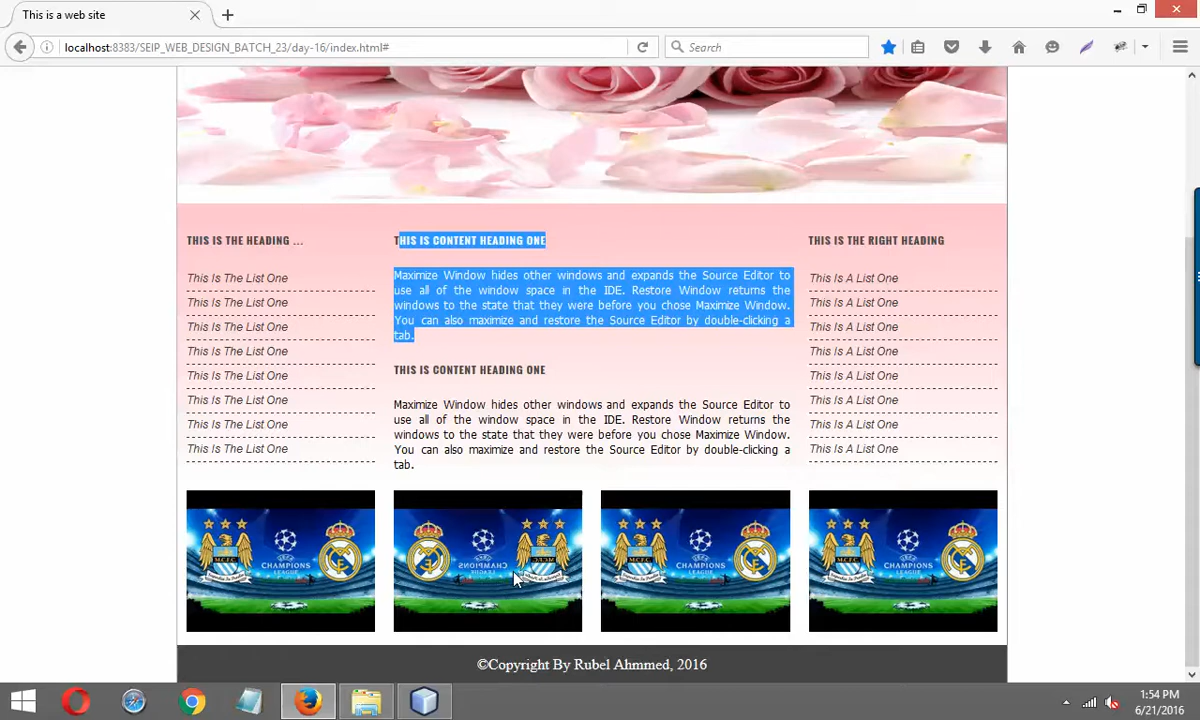 This is a web site
localhost:8383/SEIP_WEB_DESIGN_BATCH_23/day-16/index.html#
Search
THIS IS THE HEADING ...
This Is The List One
This Is The List One
This Is The List One
This Is The List One
This Is The List One
This Is The List One
This Is The List One
This Is The List One
THIS IS CONTENT HEADING ONE
Maximize Window hides other windows and expands the Source Editor to
use all of the window space in the IDE. Restore Window returns the
windows to the state that they were before you chose Maximize Window.
You can also maximize and restore the Source Editor by double-clicking a
tab.
THIS IS CONTENT HEADING ONE
Maximize Window hides other windows and expands the Source Editor to
use all of the window space in the IDE. Restore Window returns the
windows to the state that they were before you chose Maximize Window.
You can also maximize and restore the Source Editor by double-clicking a
tab.
THIS IS THE RIGHT HEADING
This Is A List One
This Is A List One
This Is A List One
This Is A List One
This Is A List One
This Is A List One
This Is A List One
This Is A List One
M.C.F.C.
CHAMPIONS
LEAGUE
CHAMPIONS
LEAGUE
M.C.F.C.
M.C.F.C.
CHAMPIONS
LEAGUE
M.C.F.C.
CHAMPIONS
LEAGUE
©Copyright By Rubel Ahmmed, 2016
1:54 PM
6/21/2016